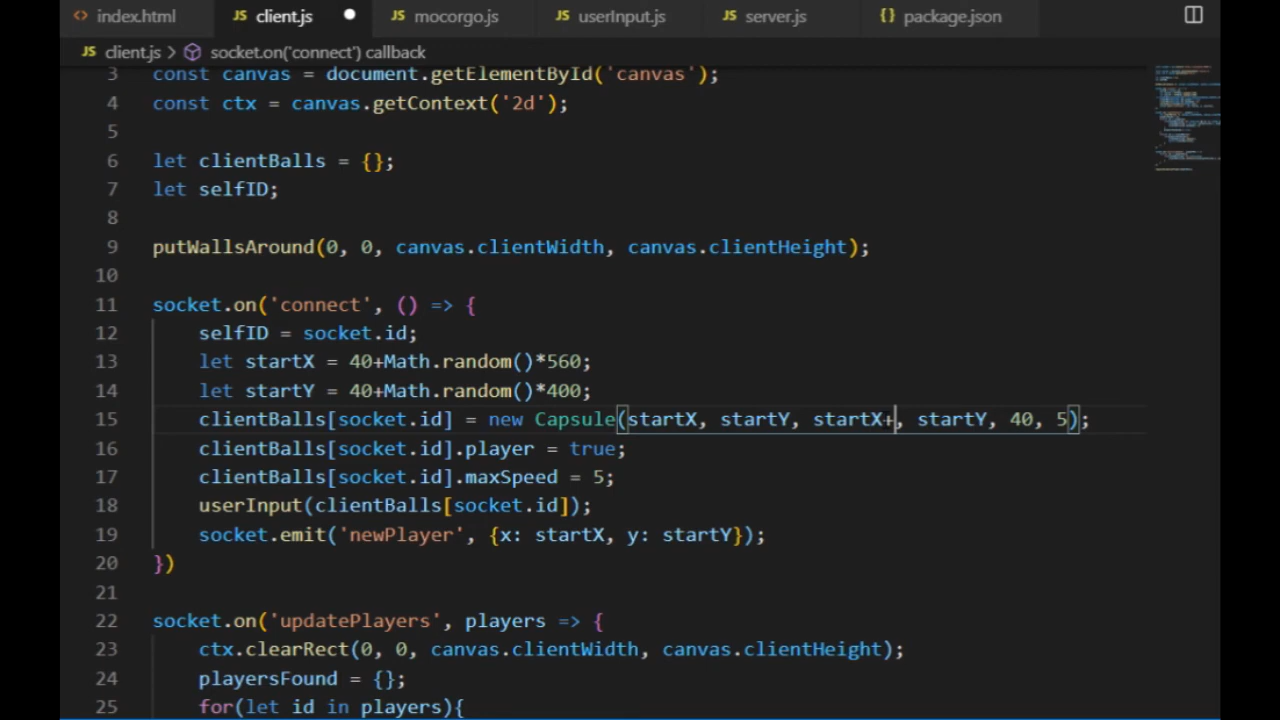 index.html client.js mocorgo.js userInput.js server.js package.json
client.js > socket.on('connect') callback
3 const canvas = document.getElementById('canvas');
4 const ctx = canvas.getContext('2d');
5
6 let clientBalls = {};
7 let selfID;
8
9 putWallsAround(0, 0, canvas.clientWidth, canvas.clientHeight);
10
11 socket.on('connect', () => {
12 selfID = socket.id;
13 let startX = 40+Math.random()*560;
14 let startY = 40+Math.random()*400;
15 clientBalls[socket.id] = new Capsule(startX, startY, startX+, startY, 40, 5);
16 clientBalls[socket.id].player = true;
17 clientBalls[socket.id].maxSpeed = 5;
18 userInput(clientBalls[socket.id]);
19 socket.emit('newPlayer', {x: startX, y: startY});
20 })
21
22 socket.on('updatePlayers', players => {
23 ctx.clearRect(0, 0, canvas.clientWidth, canvas.clientHeight);
24 playersFound = {};
25 for(let id in players){